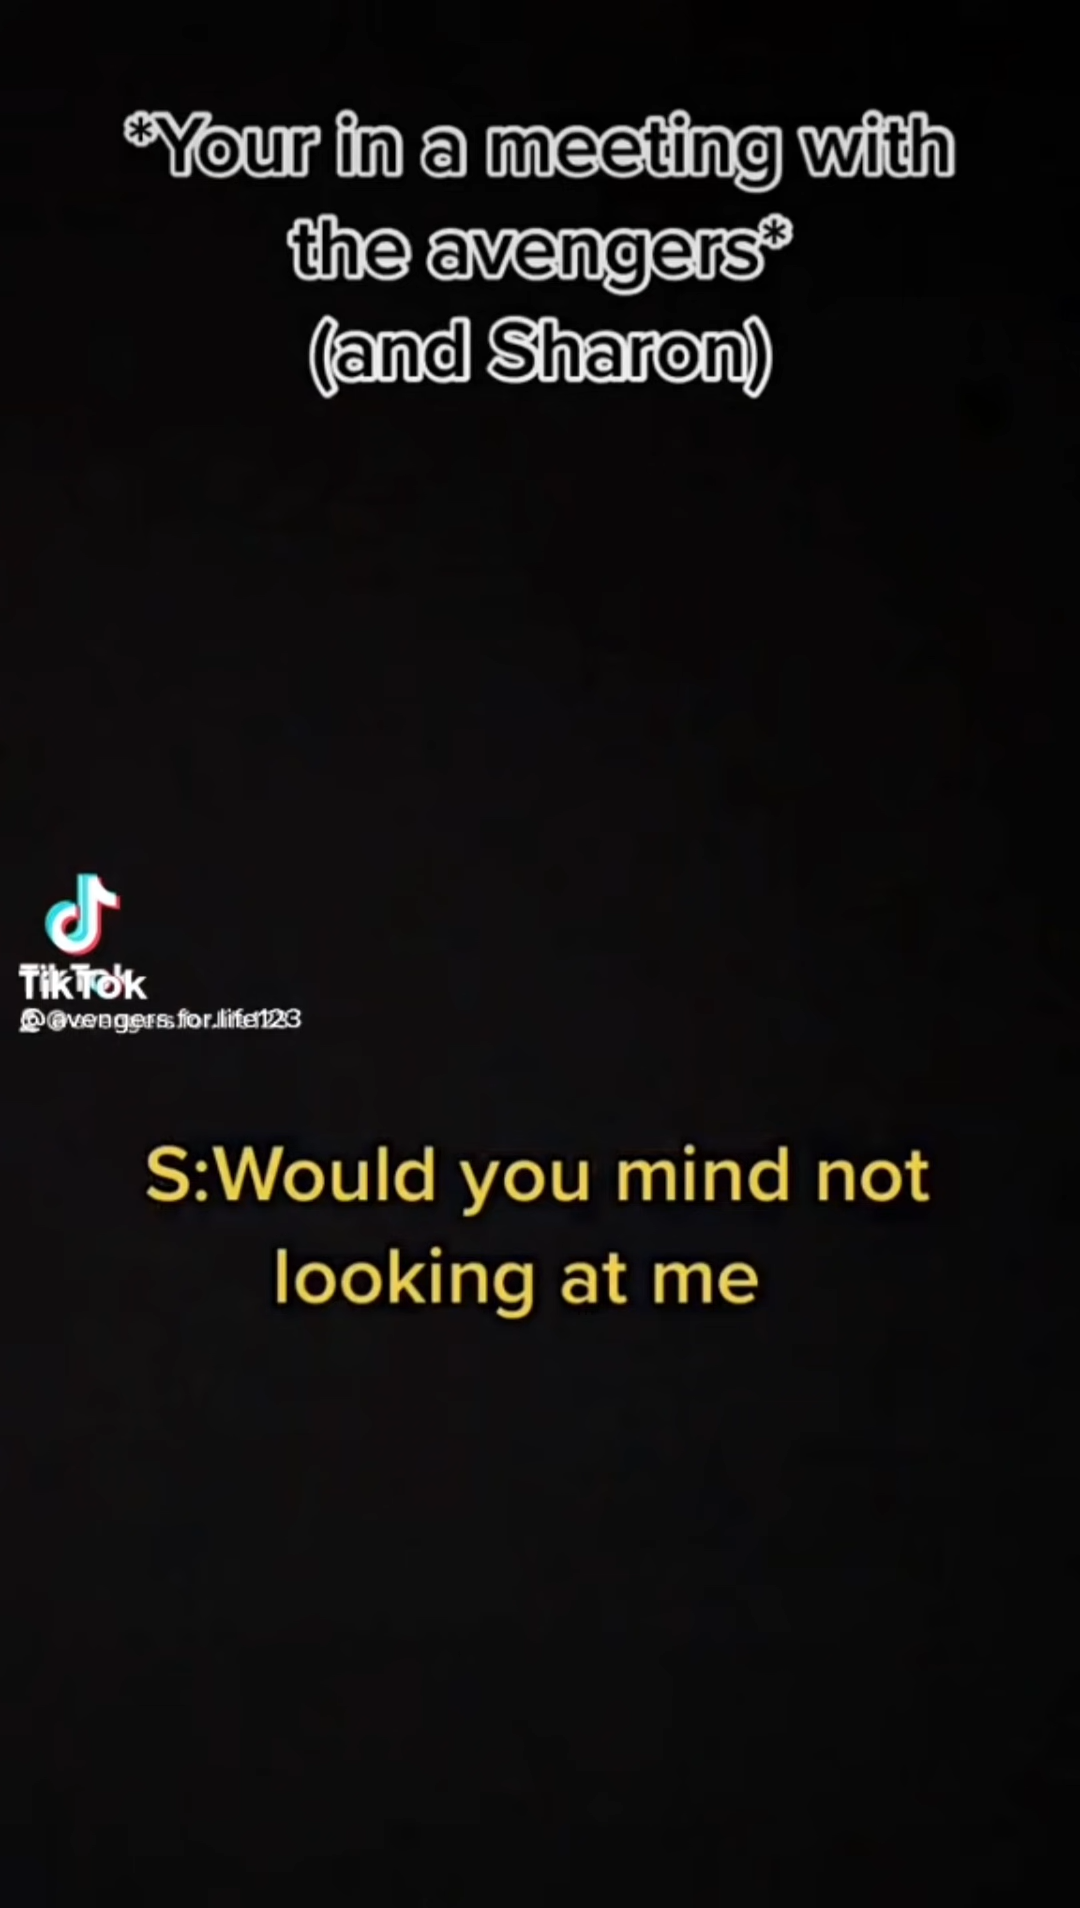 *Your in a meeting with
the avengers*
(and Sharon)
TikTok
@avengers.for.life123
S:Would you mind not
looking at me